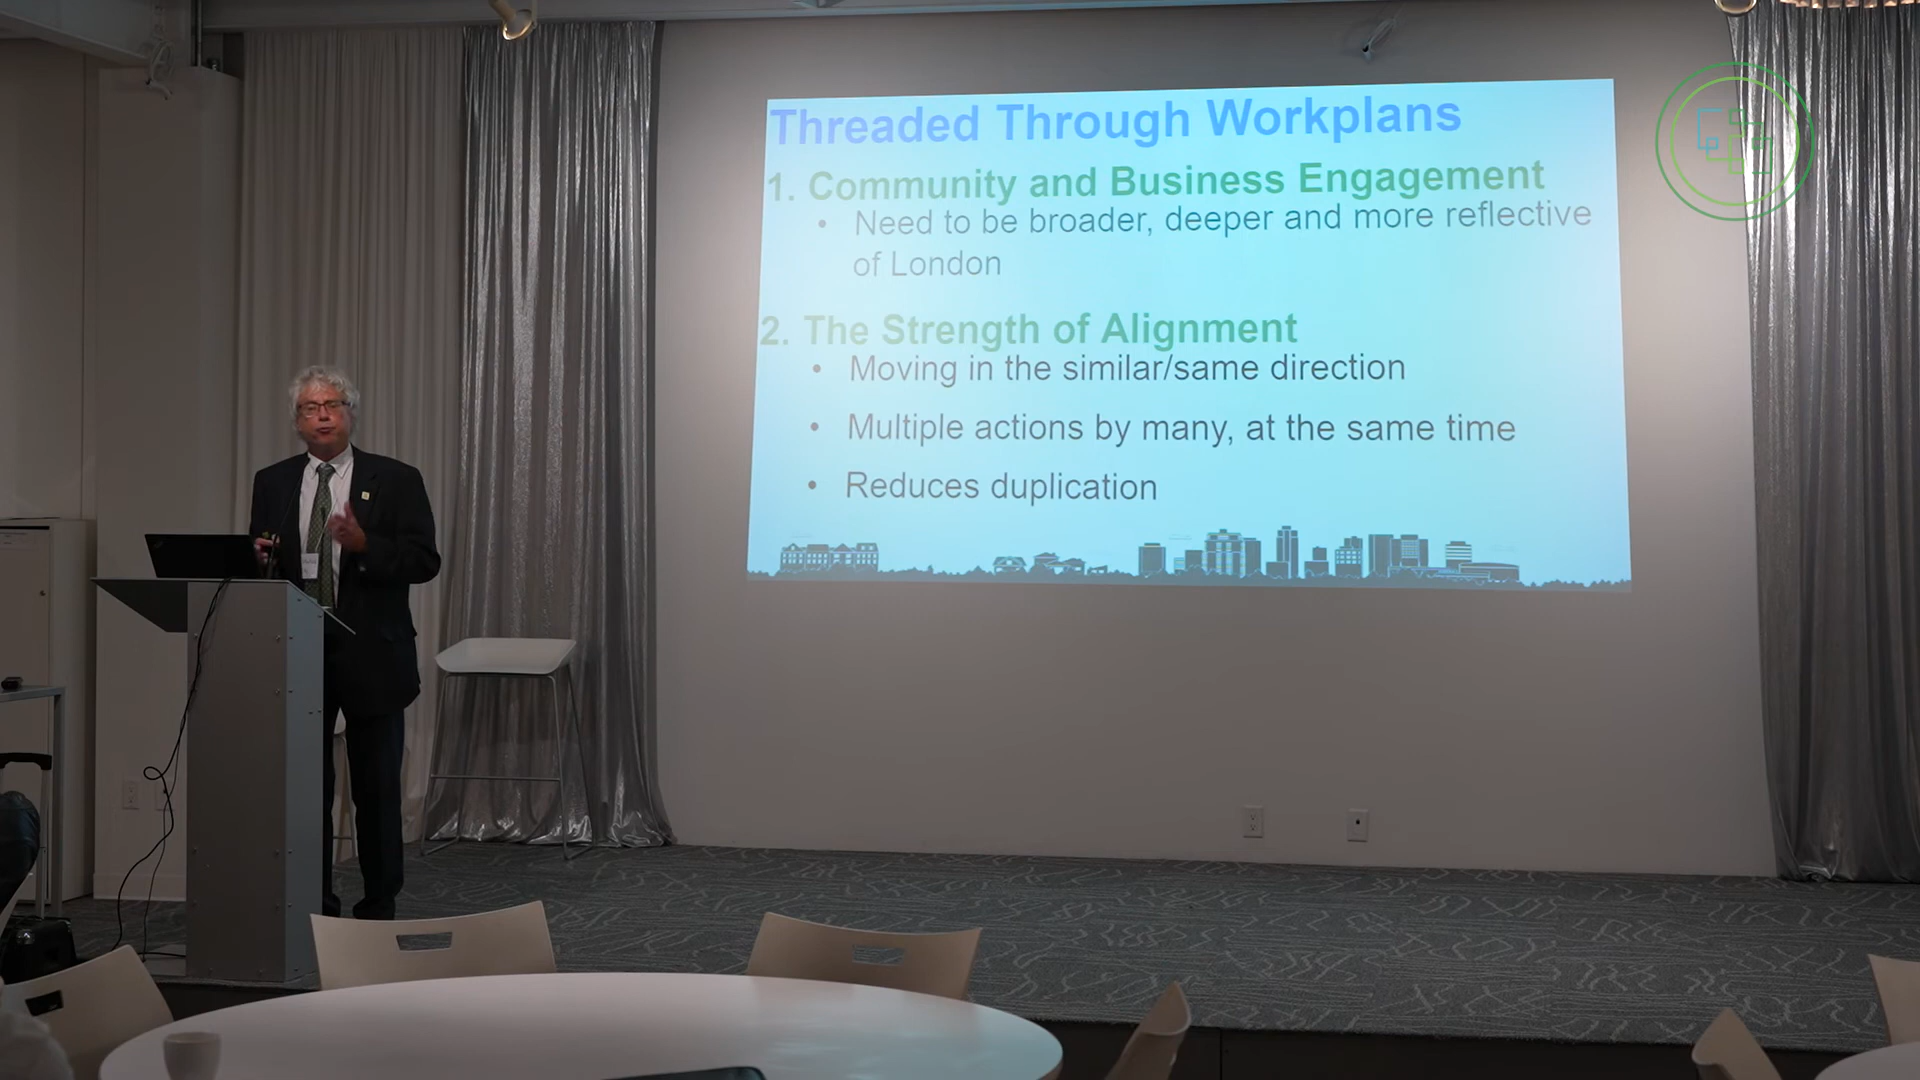 Threaded Through Workplans
1. Community and Business Engagement
• Need to be broader, deeper and more reflective
of London
2. The Strength of Alignment
• Moving in the similar/same direction
• Multiple actions by many, at the same time
• Reduces duplication